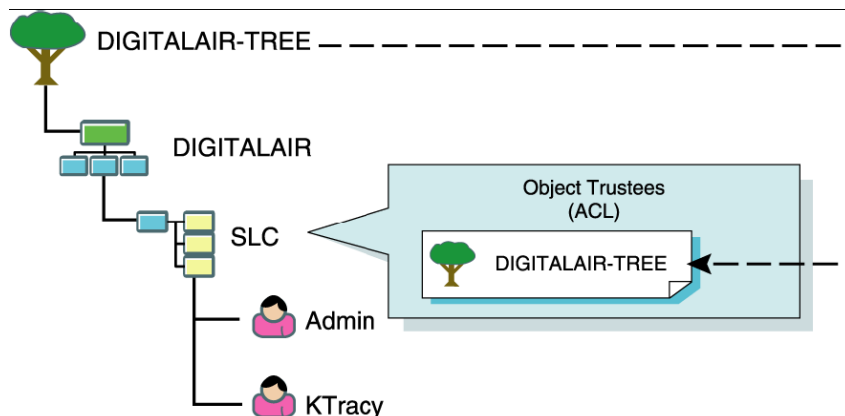 DIGITALAIR-TREE
DIGITALAIR
Object Trustees
(ACL)
SLC
DIGITALAIR-TREE
Admin
KTracy